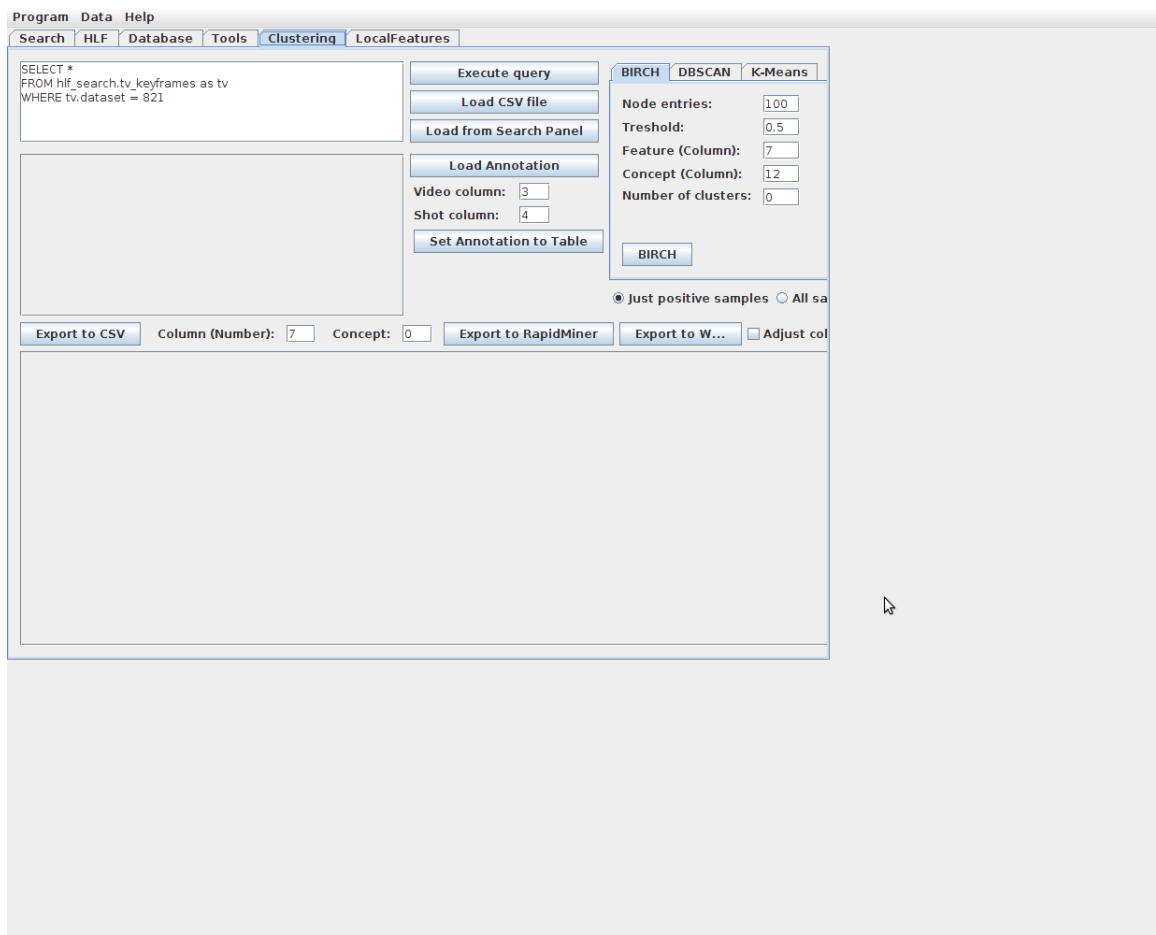 Program Data Help
Search HLF Database Tools Clustering LocalFeatures
SELECT *
FROM hlf_search.tv_keyframes as tv
WHERE tv.dataset = 821
Execute query
Load CSV file
Load from Search Panel
Load Annotation
Video column: 3
Shot column: 4
Set Annotation to Table
BIRCH DBSCAN K-Means
Node entries: 100
Treshold: 0.5
Feature (Column): 7
Concept (Column): 12
Number of clusters: 0
BIRCH
Just positive samples All sa
Export to CSV Column (Number): 7 Concept: 0 Export to RapidMiner Export to W... Adjust col